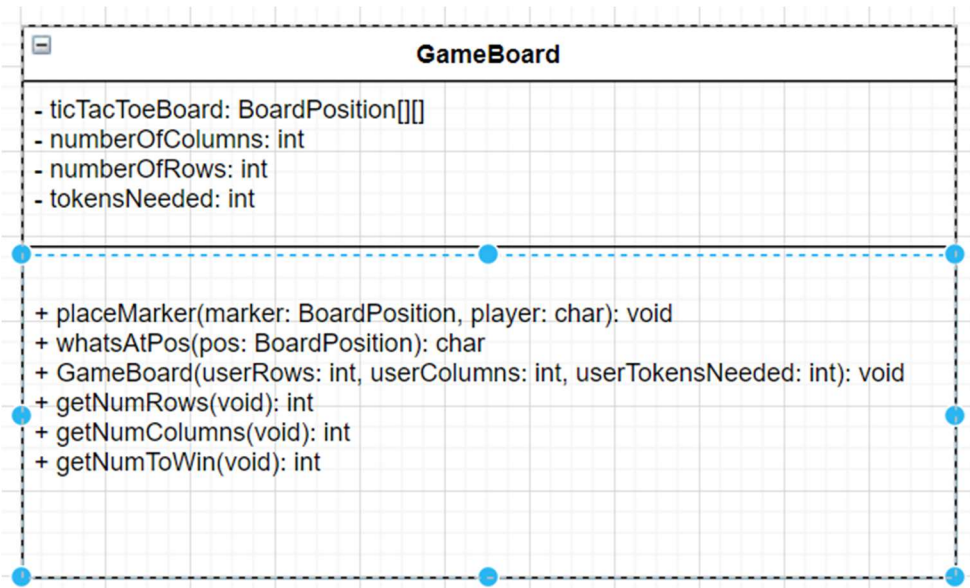 GameBoard
- ticTacToeBoard: BoardPosition[][]
- numberOfColumns: int
- numberOfRows: int
- tokensNeeded: int
+ placeMarker(marker: BoardPosition, player: char): void
+ whatsAtPos(pos: BoardPosition): char
+ GameBoard(userRows: int, userColumns: int, userTokensNeeded: int): void
+ getNumRows(void): int
+ getNumColumns(void): int
+ getNumToWin(void): int